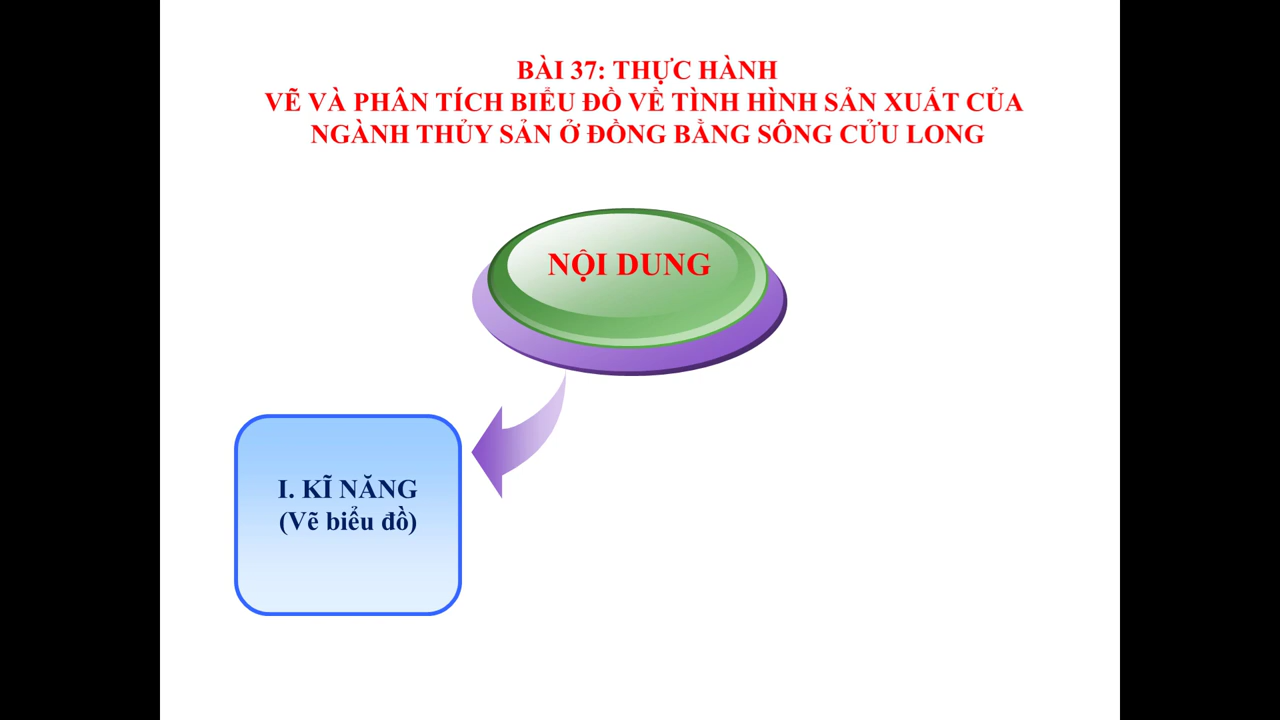 BÀI 37: THỰC HÀNH
VẼ VÀ PHÂN TÍCH BIỂU ĐỒ VỀ TÌNH HÌNH SẢN XUẤT CỦA
NGÀNH THỦY SẢN Ở ĐỒNG BẰNG SÔNG CỬU LONG
NỘI DUNG
I. KĨ NĂNG
(Vẽ biểu đồ)